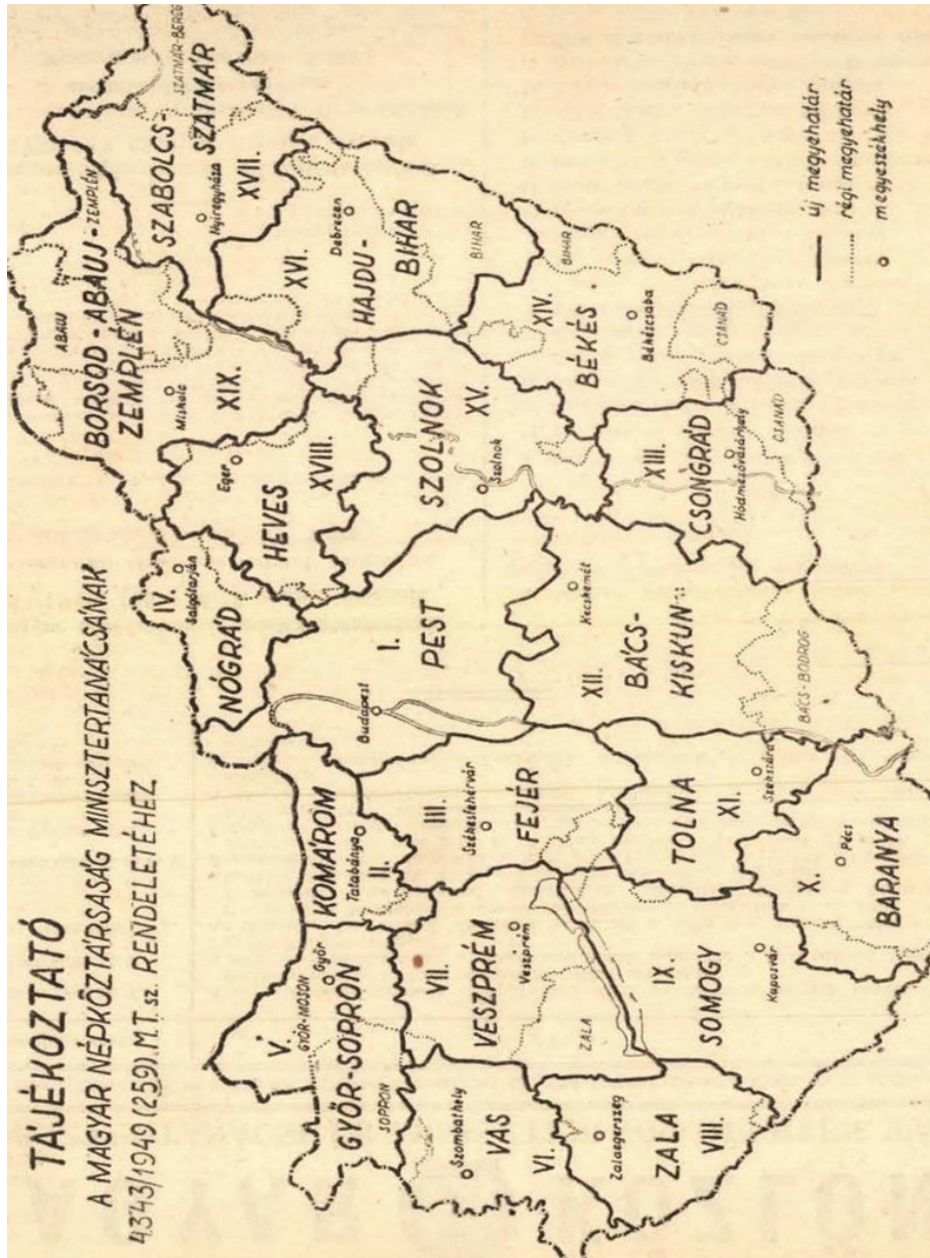 TÁJÉKOZTATÓ
A MAGYAR NÉPKÖZTÁRSASÁG MINISZTERTANÁCSÁNAK
4343/1949 (259). M.T. sz. RENDELETÉHEZ
V.
GYŐR-MOSON
Győr
GYŐR-SOPRON
SOPRON
KOMÁROM
Tatabánya
II.
NÓGRÁD
IV.
Salgótarján
Eger
HEVES
XVIII.
ABAUJ
BORSOD-ABAUJ-ZEMPLÉN
ZEMPLÉN
Miskolc
XIX.
SZATMÁR-BEREG
SZABOLCS-
SZATMÁR
Nyíregyháza
XVII.
Szombathely
VAS
VI.
VII.
VESZPRÉM
Veszprém
ZALA
III.
Székesfehérvár
FEJÉR
Budapest
I.
PEST
SZOLNOK
XV.
Szolnok
XVI.
Debrecen
HAJDU-
BIHAR
BIHAR
Zalaegerszeg
ZALA
VIII.
IX.
SOMOGY
Kaposvár
TOLNA
XI.
Szekszárd
X.
Pécs
BARANYA
Kecskemét
XII.
BÁCS-
KISKUN
BÁCS-BODROG
XIII.
CSONGRÁD
Hódmezővásárhely
CSANÁD
XIV.
BIHAR
BÉKÉS
Békéscsaba
CSANÁD
új megyehatár
régi megyehatár
megyeszékhely